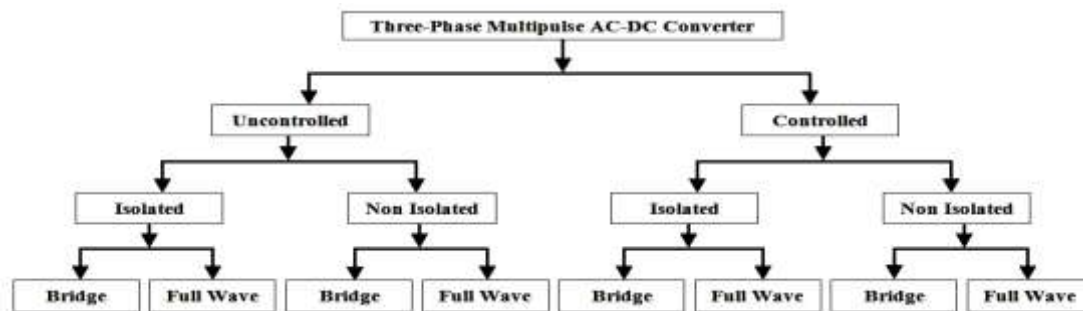 Three-Phase Multipulse AC-DC Converter
Uncontrolled
Controlled
Isolated
Non Isolated
Isolated
Non Isolated
Bridge
Full Wave
Bridge
Full Wave
Bridge
Full Wave
Bridge
Full Wave